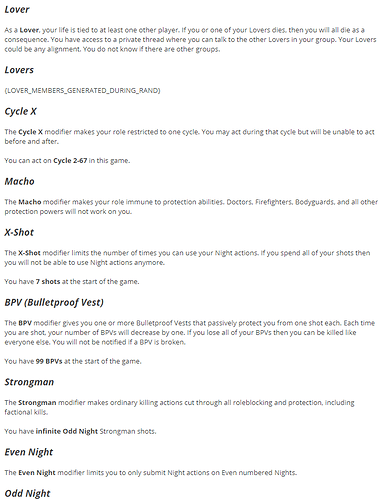 Lover
As a Lover, your life is tied to at least one other player. If you or one of your Lovers dies, then you will all die as a
consequence. You have access to a private thread where you can talk to the other Lovers in your group. Your Lovers
could be any alignment. You do not know if there are other groups.
Lovers
{LOVER_MEMBERS_GENERATED_DURING_RAND}
Cycle X
The Cycle X modifier makes your role restricted to one cycle. You may act during that cycle but will be unable to act
before and after.
You can act on Cycle 2-67 in this game.
Macho
The Macho modifier makes your role immune to protection abilities. Doctors, Firefighters, Bodyguards, and all other
protection powers will not work on you.
X-Shot
The X-Shot modifier limits the number of times you can use your Night actions. If you spend all of your shots then
you will not be able to use Night actions anymore.
You have 7 shots at the start of the game.
BPV (Bulletproof Vest)
The BPV modifier gives you one or more Bulletproof Vests that passively protect you from one shot each. Each time
you are shot, your number of BPVs will decrease by one. If you lose all of your BPVs then you can be killed like
everyone else. You will not be notified if a BPV is broken.
You have 99 BPVs at the start of the game.
Strongman
The Strongman modifier makes ordinary killing actions cut through all roleblocking and protection, including
factional kills.
You have infinite Odd Night Strongman shots.
Even Night
The Even Night modifier limits you to only submit Night actions on Even numbered Nights.
Odd Night